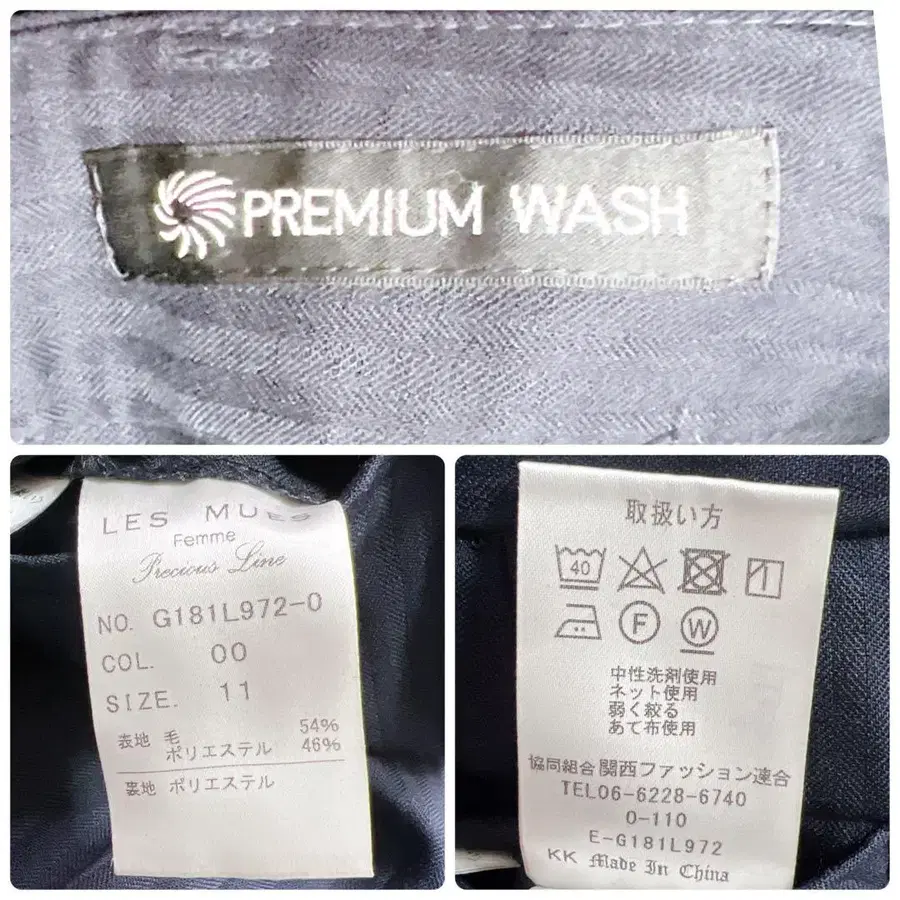 PREMIUM WASH
LES MUES
Femme
Precious Line
NO. G181L972-0
COL. 00
SIZE. 11
表地 毛 54%
ポリエステル 46%
裏地 ポリエステル
取扱い方
40
F W
中性洗剤使用
ネット使用
弱く絞る
あて布使用
協同組合 関西ファッション連合
TEL06-6228-6740
0-110
E-G181L972
KK Made In China